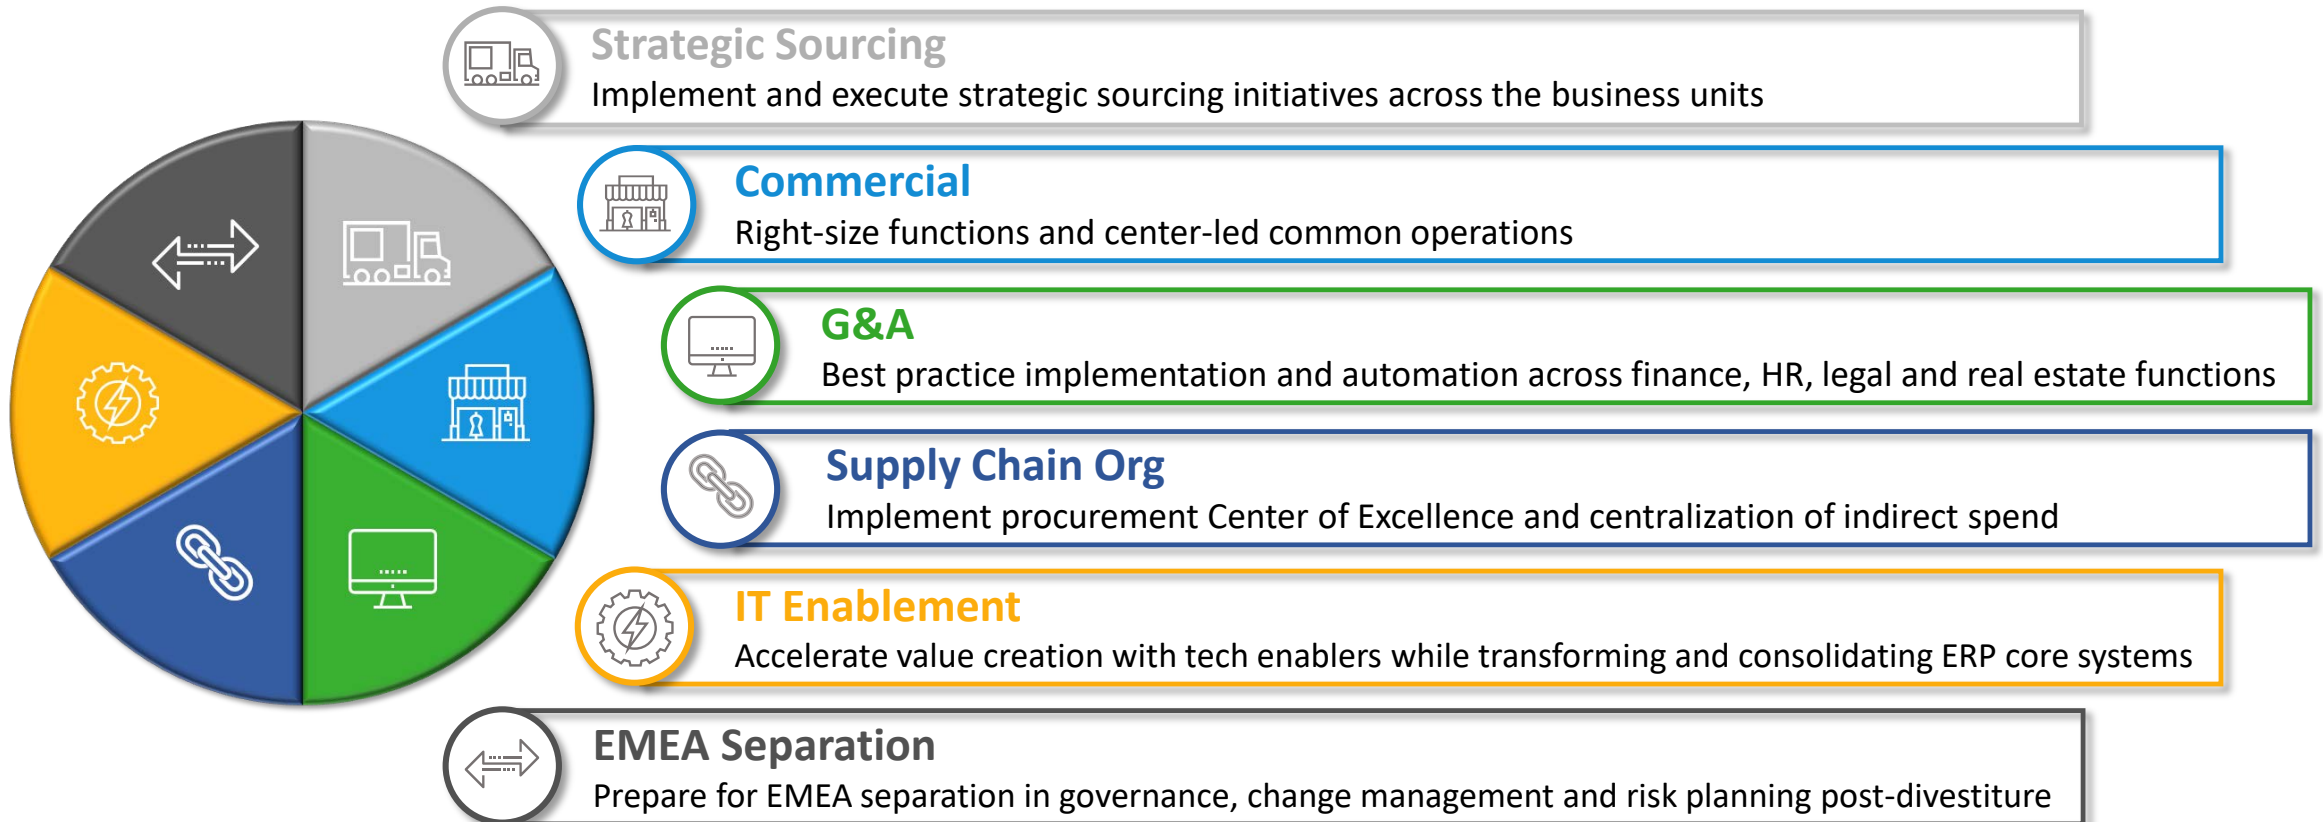 Strategic Sourcing
Implement and execute strategic sourcing initiatives across the business units
Commercial
Right-size functions and center-led common operations
G&A
Best practice implementation and automation across finance, HR, legal and real estate functions
Supply Chain Org
Implement procurement Center of Excellence and centralization of indirect spend
IT Enablement
Accelerate value creation with tech enablers while transforming and consolidating ERP core systems
EMEA Separation
Prepare for EMEA separation in governance, change management and risk planning post-divestiture